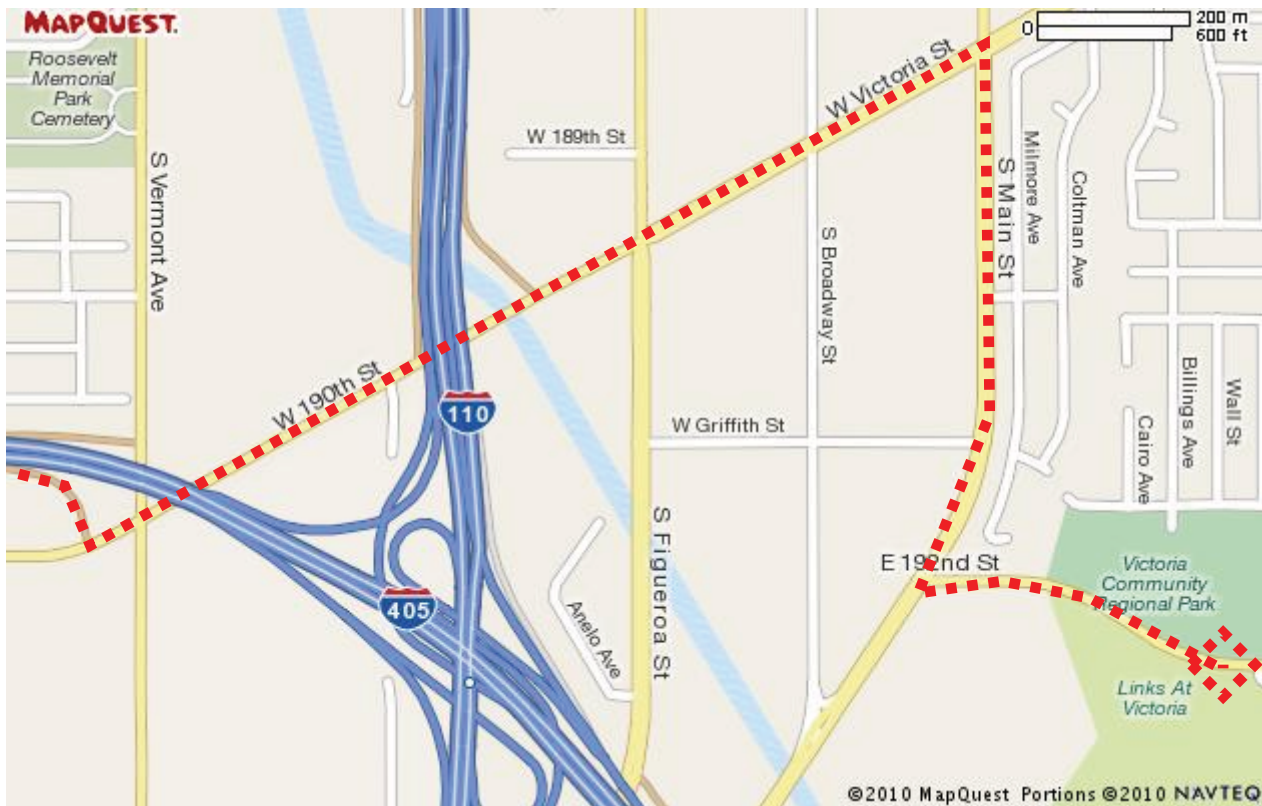 MAPQUEST.
0
200 m
600 ft
Roosevelt
Memorial
Park
Cemetery
S Vermont Ave
W 189th St
W Victoria St
S Main St
Milmore Ave
Coltman Ave
S Broadway St
W 190th St
110
W Griffith St
Billings Ave
Wall St
Cairo Ave
S Figueroa St
E 192nd St
405
Anelo Ave
Victoria
Community
Regional Park
Links At
Victoria
©2010 MapQuest Portions ©2010 NAVTEQ